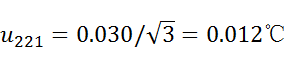 u₂₂₁ = 0.030/√3 = 0.012℃